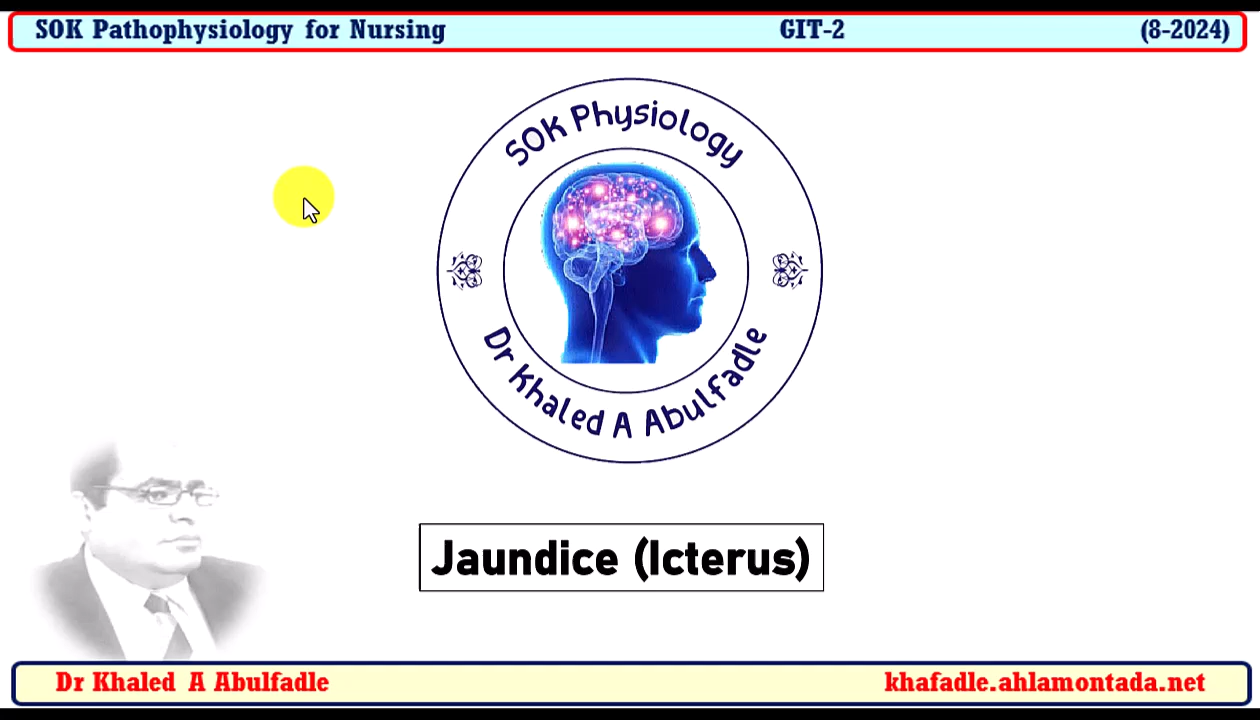 SOK Pathophysiology for Nursing GIT-2 (8-2024)
SOK Physiology
Dr Khaled A Abulfadle
Jaundice (Icterus)
Dr Khaled A Abulfadle khafadle.ahlamontada.net